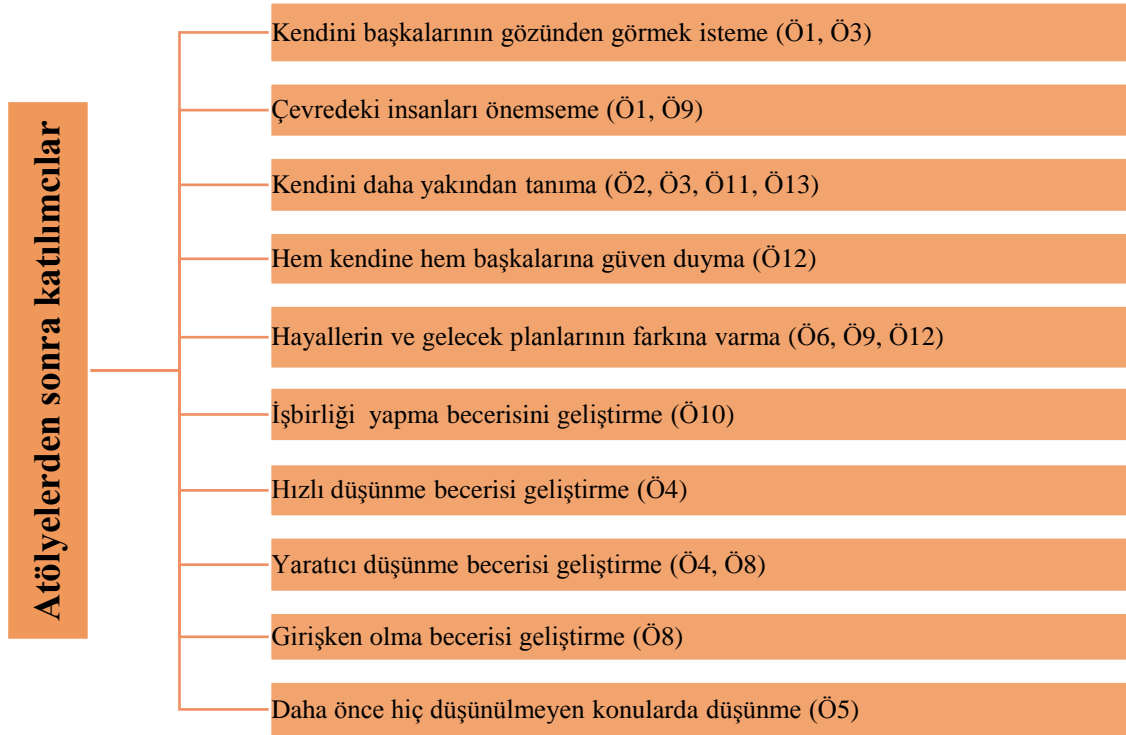 Atölyelerden sonra katılımcılar
Kendini başkalarının gözünden görmek isteme (Ö1, Ö3)
Çevredeki insanları önemseme (Ö1, Ö9)
Kendini daha yakından tanıma (Ö2, Ö3, Ö11, Ö13)
Hem kendine hem başkalarına güven duyma (Ö12)
Hayallerin ve gelecek planlarının farkına varma (Ö6, Ö9, Ö12)
İşbirliği yapma becerisini geliştirme (Ö10)
Hızlı düşünme becerisi geliştirme (Ö4)
Yaratıcı düşünme becerisi geliştirme (Ö4, Ö8)
Girişken olma becerisi geliştirme (Ö8)
Daha önce hiç düşünülmeyen konularda düşünme (Ö5)